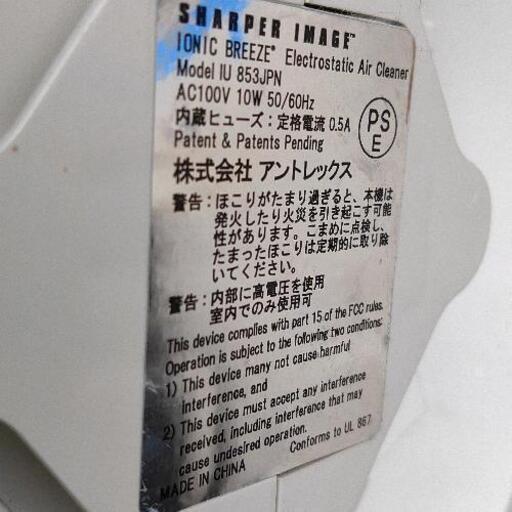 SHARPER IMAGE™
IONIC BREEZE® Electrostatic Air Cleaner
Model IU 853JPN
AC100V 10W 50/60Hz
内蔵ヒューズ：定格電流 0.5A
Patent & Patents Pending
PS
E
株式会社 アントレックス
警告：ほこりがたまり過ぎると、本機は
発火したり火災を引き起こす可能
性があります。こまめに点検し、
たまったほこりは定期的に取り除
いてください。
警告：内部に高電圧を使用
室内でのみ使用可
This device complies with part 15 of the FCC rules.
Operation is subject to the following two conditions:
1) This device many not cause harmful
interference, and
2) This device must accept any interference
received, including interference that may
cause undesired operation.
Conforms to UL 867
MADE IN CHINA